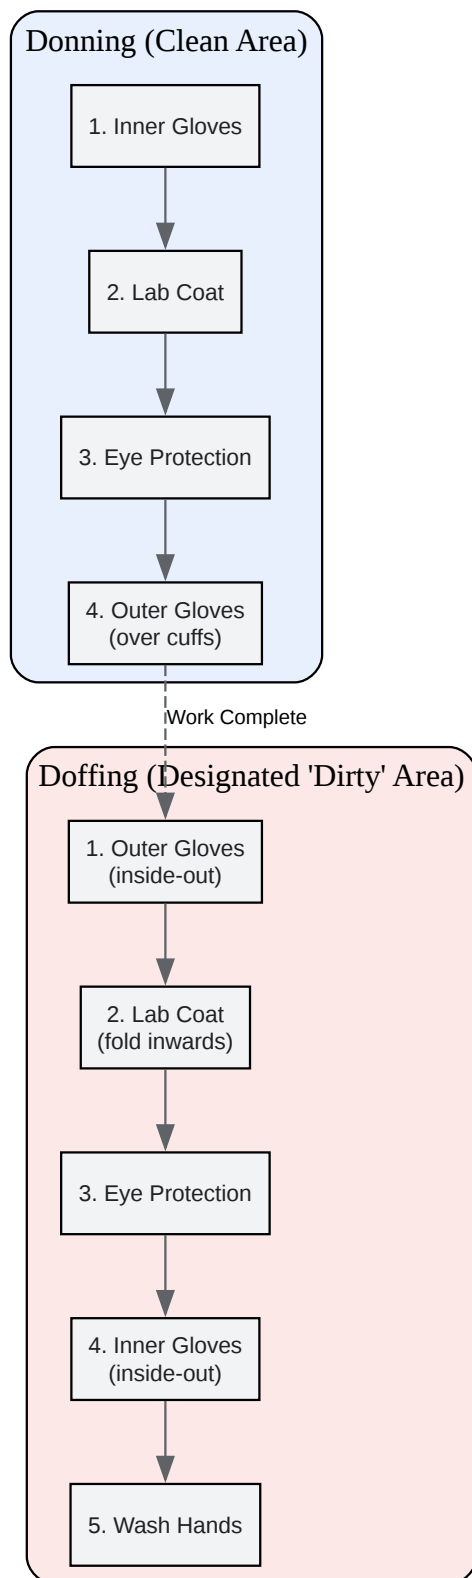 Donning (Clean Area)
1. Inner Gloves
2. Lab Coat
3. Eye Protection
4. Outer Gloves
(over cuffs)
Work Complete
Doffing (Designated 'Dirty' Area)
1. Outer Gloves
(inside-out)
2. Lab Coat
(fold inwards)
3. Eye Protection
4. Inner Gloves
(inside-out)
5. Wash Hands